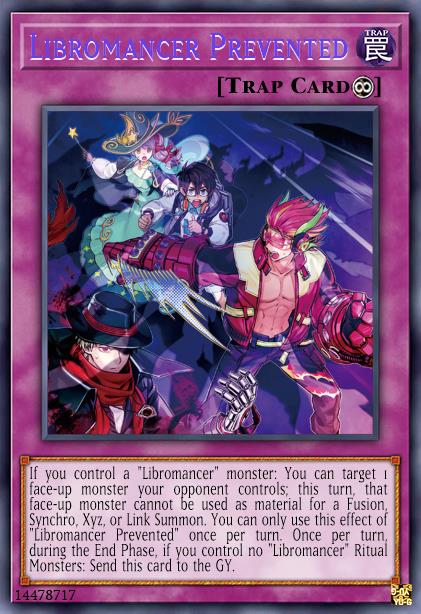 Libromancer Prevented
TRAP
罠
[Trap Card]
If you control a "Libromancer" monster: You can target 1
face-up monster your opponent controls; this turn, that
face-up monster cannot be used as material for a Fusion,
Synchro, Xyz, or Link Summon. You can only use this effect of
"Libromancer Prevented" once per turn. Once per turn,
during the End Phase, if you control no "Libromancer" Ritual
Monsters: Send this card to the GY.
14478717